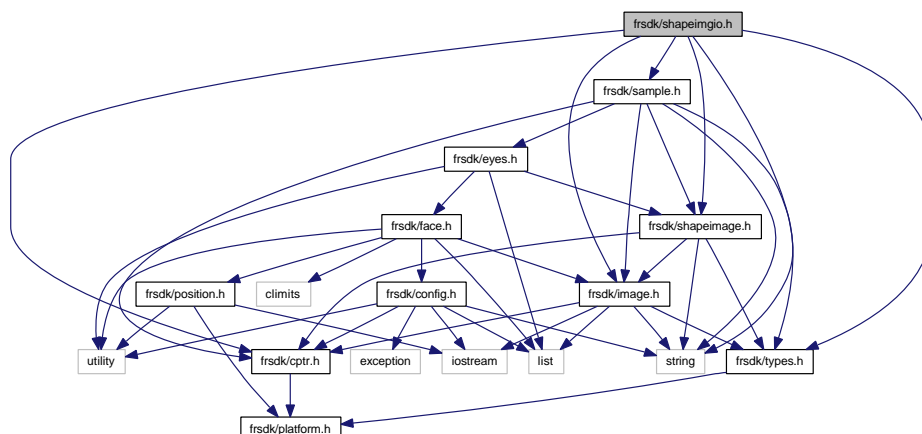 frsdk/shapeimgio.h
frsdk/sample.h
frsdk/eyes.h
frsdk/face.h
frsdk/shapeimage.h
frsdk/position.h
climits
frsdk/config.h
frsdk/image.h
utility
frsdk/cptr.h
exception
iostream
list
string
frsdk/types.h
frsdk/platform.h